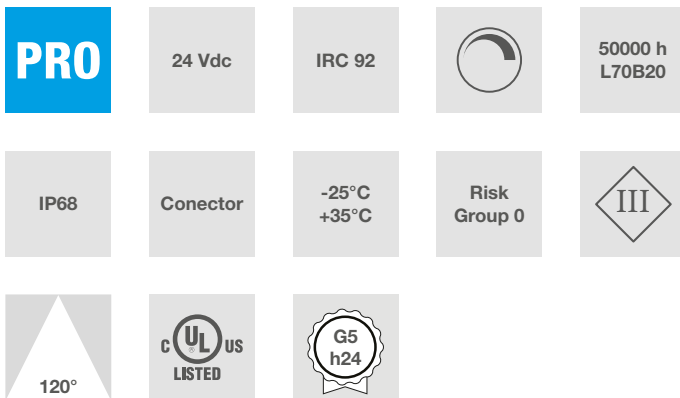 PRO
24 Vdc
IRC 92
50000 h
L70B20
IP68
Conector
-25°C
+35°C
Risk
Group 0
III
120°
C UL US
®
LISTED
G5
h24